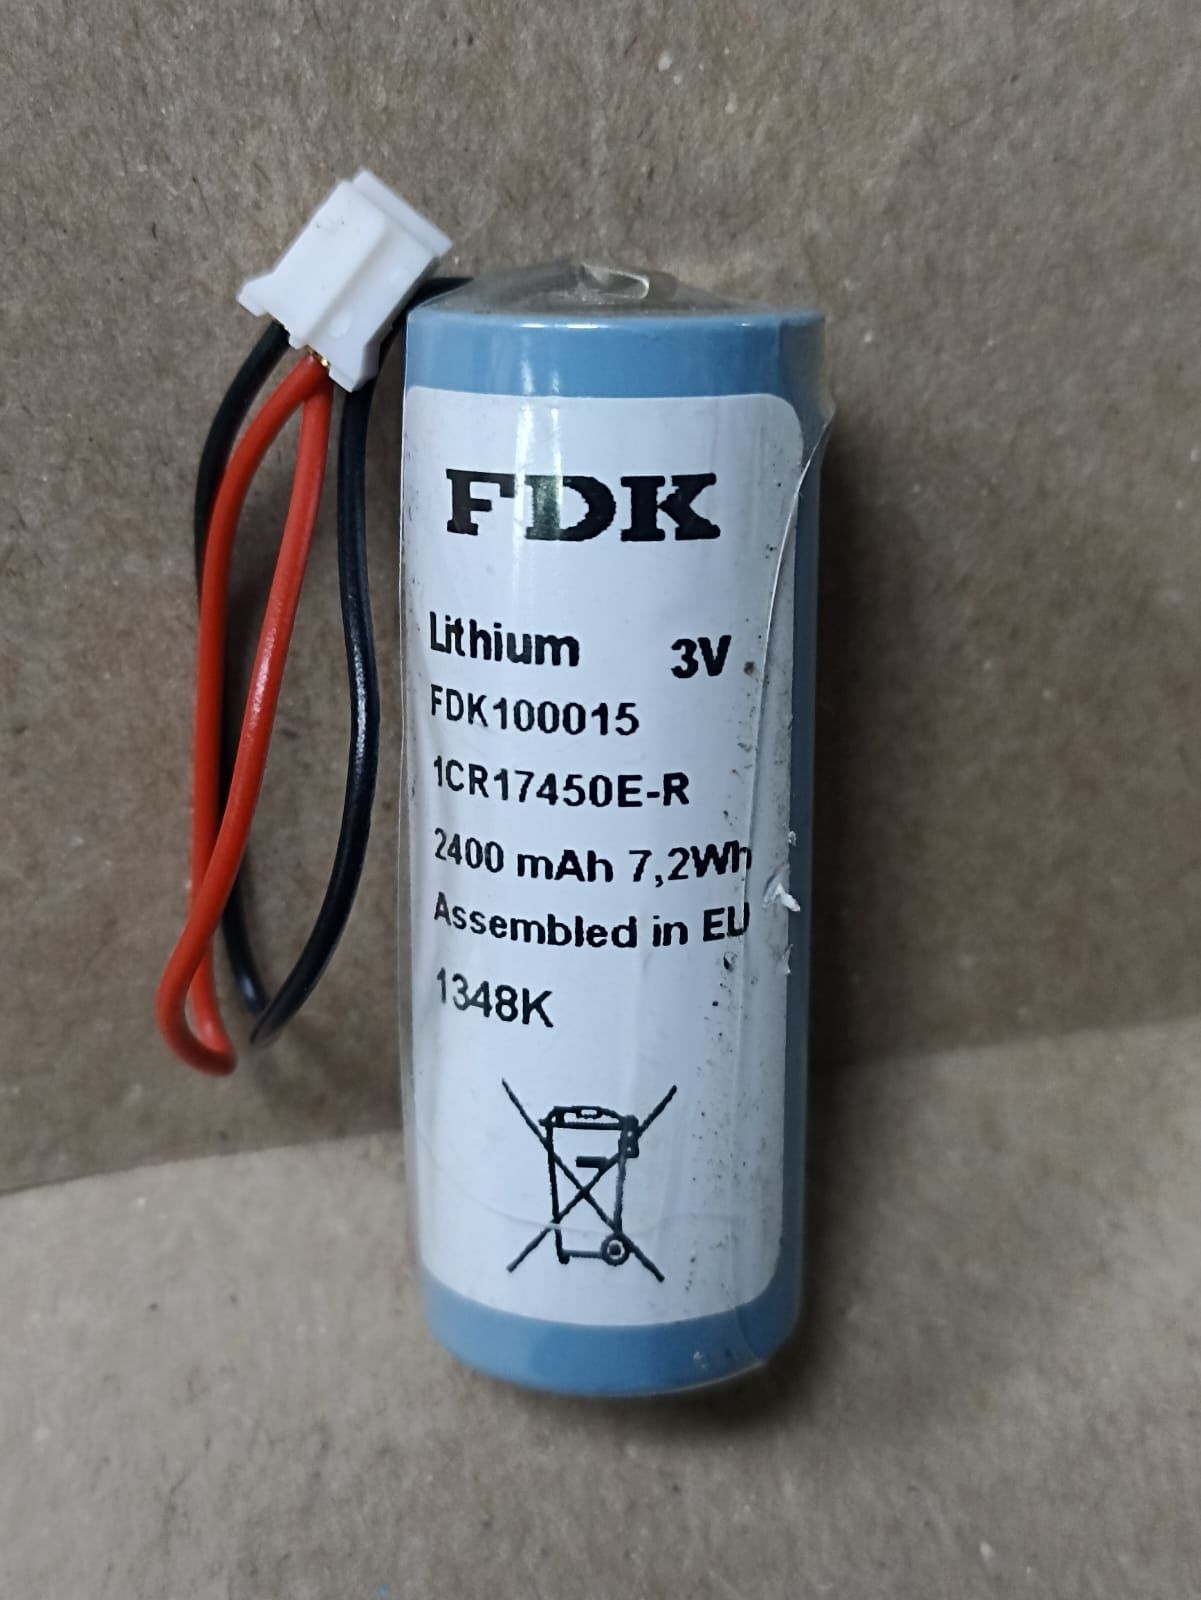 FDK
Lithium 3V
FDK100015
1CR17450E-R
2400 mAh 7,2Wh
Assembled in EU
1348K